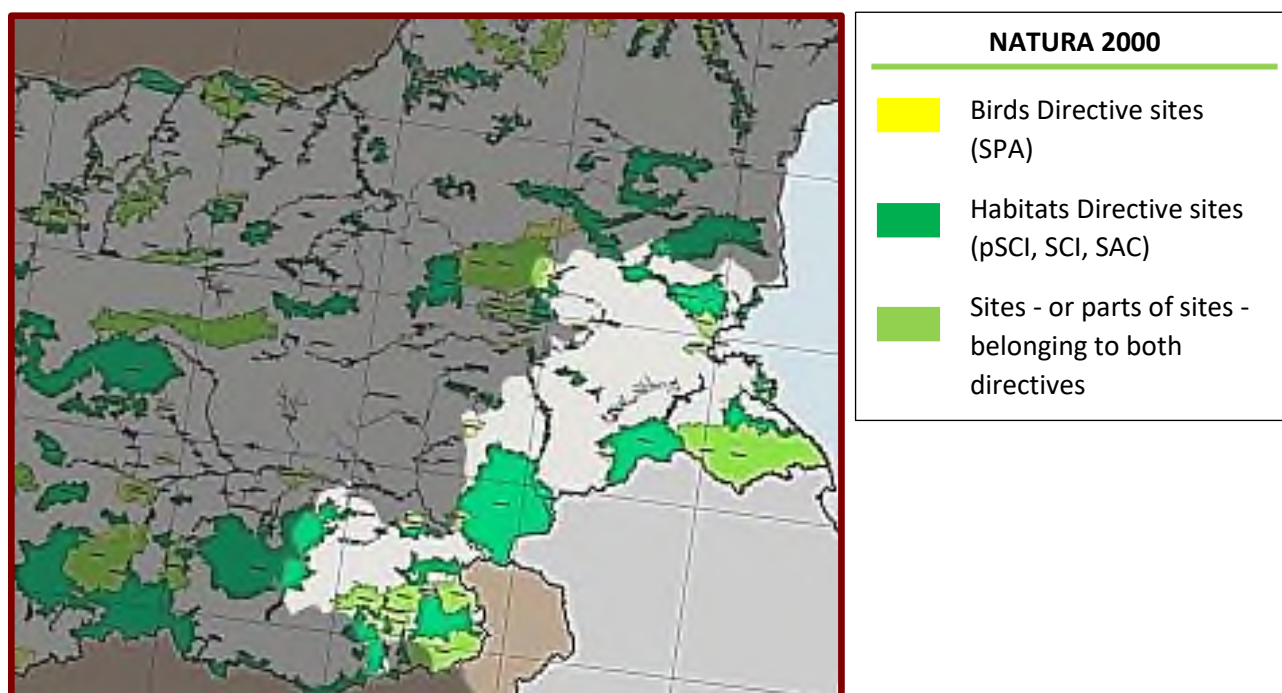 NATURA 2000
Birds Directive sites
(SPA)
Habitats Directive sites
(pSCI, SCI, SAC)
Sites - or parts of sites -
belonging to both
directives